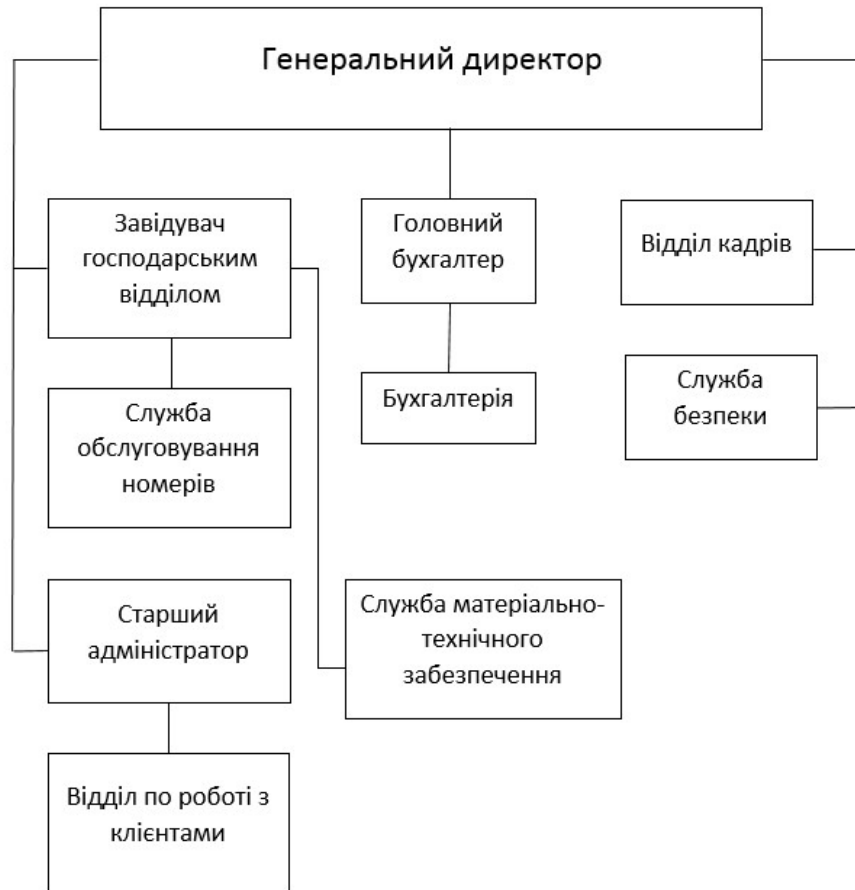 Генеральний директор
Завідувач
господарським
відділом
Головний
бухгалтер
Відділ кадрів
Бухгалтерія
Служба
безпеки
Служба
обслуговування
номерів
Старший
адміністратор
Служба матеріально-
технічного
забезпечення
Відділ по роботі з
клієнтами